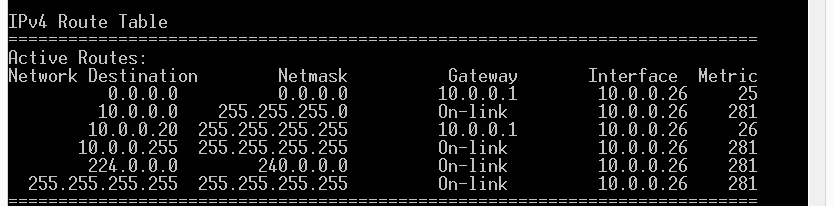 IPv4 Route Table
===========================================================================
Active Routes:
Network Destination        Netmask          Gateway       Interface  Metric
          0.0.0.0          0.0.0.0         10.0.0.1        10.0.0.26     25
         10.0.0.0    255.255.255.0         On-link         10.0.0.26    281
        10.0.0.20  255.255.255.255         10.0.0.1        10.0.0.26     26
       10.0.0.255  255.255.255.255         On-link         10.0.0.26    281
        224.0.0.0        240.0.0.0         On-link         10.0.0.26    281
  255.255.255.255  255.255.255.255         On-link         10.0.0.26    281
===========================================================================